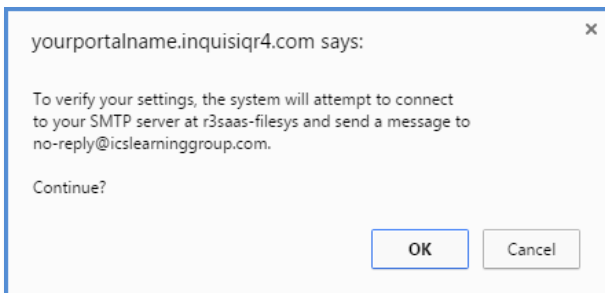 yourportalname.inquisiqr4.com says:
To verify your settings, the system will attempt to connect
to your SMTP server at r3saas-filesys and send a message to
no-reply@icslearninggroup.com.
Continue?
OK Cancel